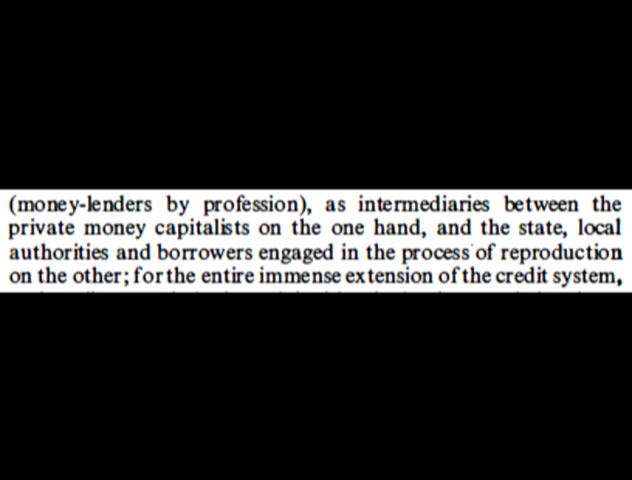 (money-lenders by profession), as intermediaries between the
private money capitalists on the one hand, and the state, local
authorities and borrowers engaged in the process of reproduction
on the other; for the entire immense extension of the credit system,